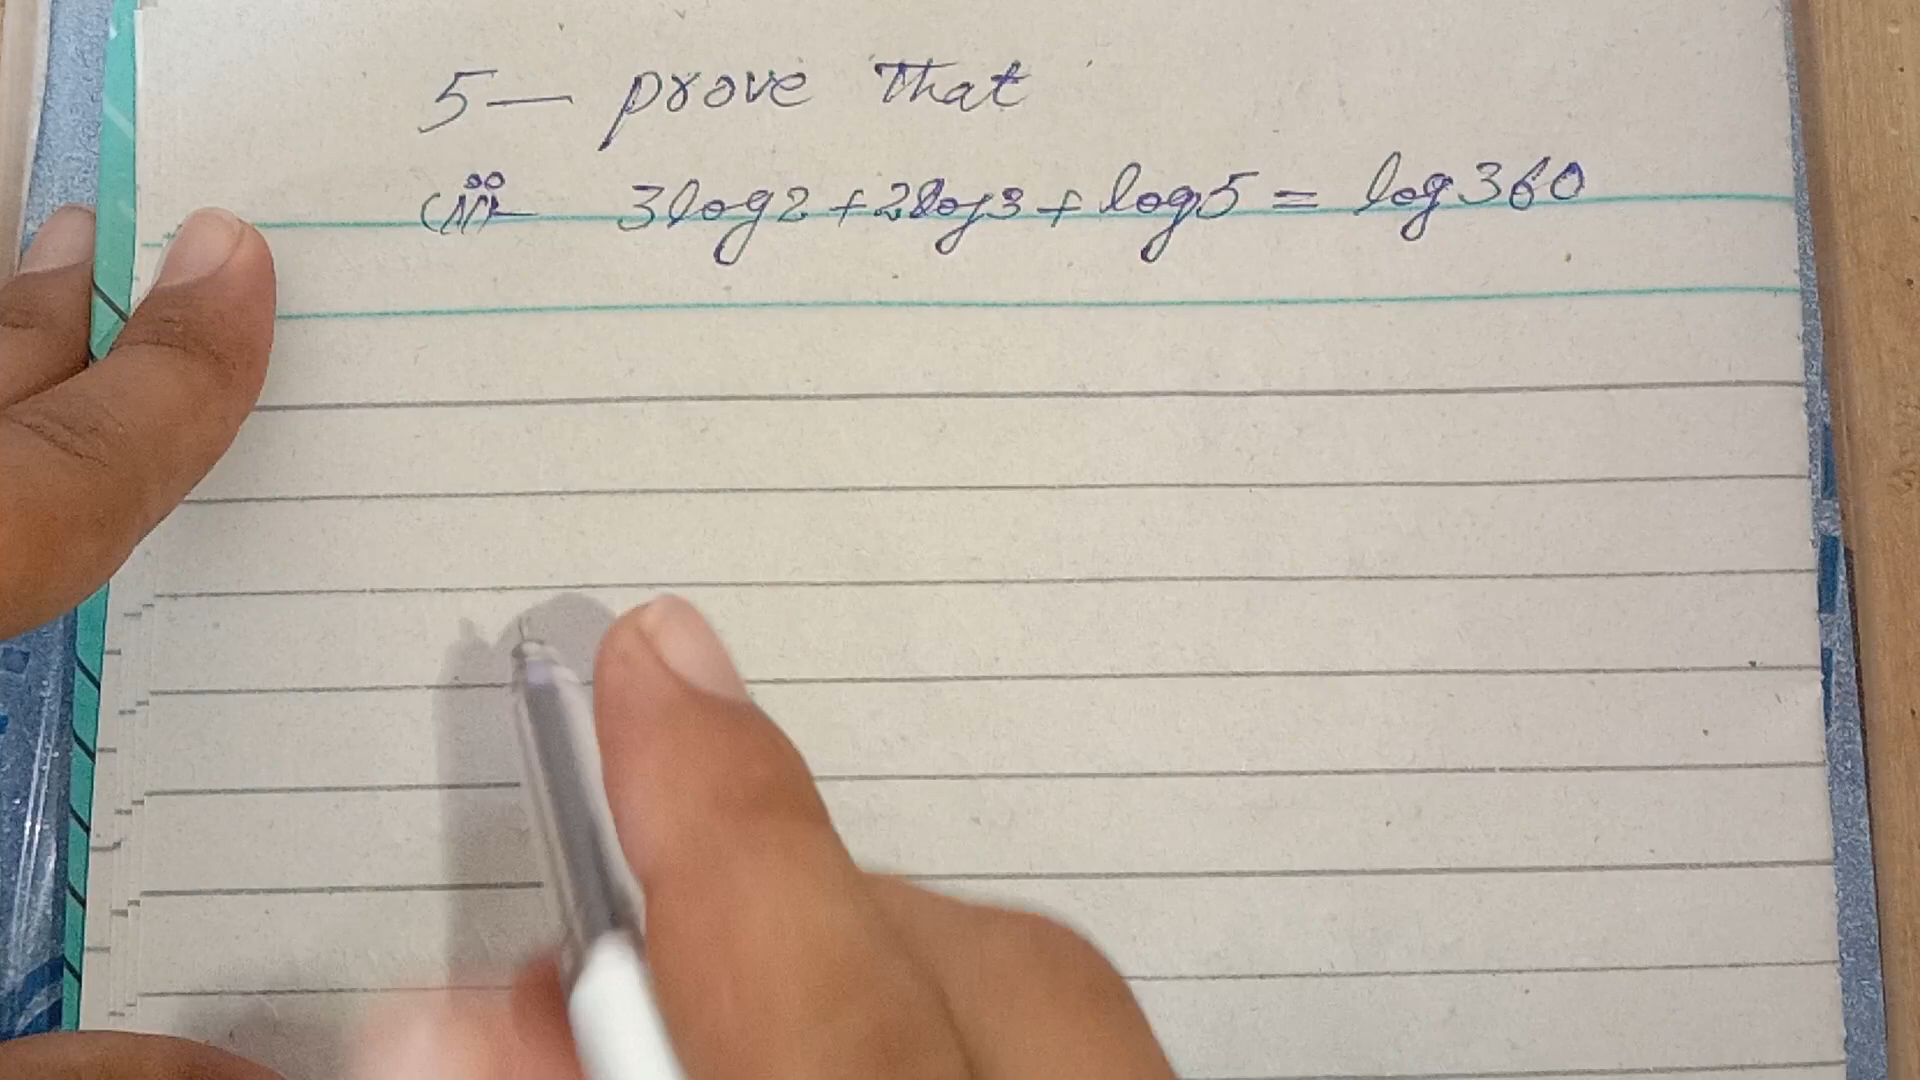 5— prove that
(iii 3log2+2log3+log5 = log360